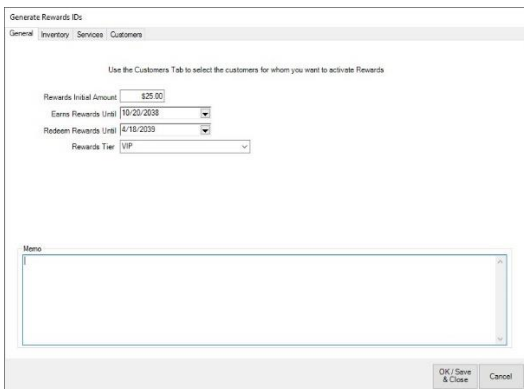 Generate Rewards IDs
General Inventory Services Customers
Use the Customers Tab to select the customers for whom you want to activate Rewards
Rewards Initial Amount $25.00
Earns Rewards Until 10/20/2038
Redeem Rewards Until 4/18/2039
Rewards Tier VIP
Memo
OK / Save
& Close
Cancel